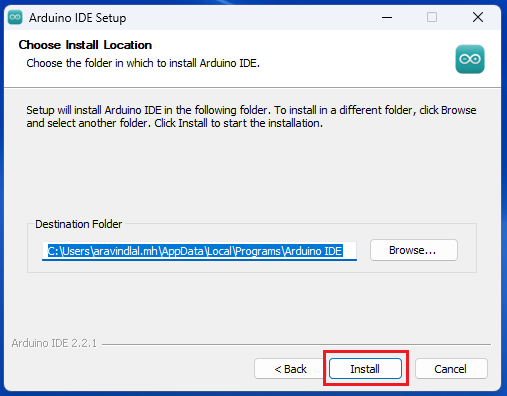 Arduino IDE Setup
Choose Install Location
Choose the folder in which to install Arduino IDE.
Setup will install Arduino IDE in the following folder. To install in a different folder, click Browse
and select another folder. Click Install to start the installation.
Destination Folder
C:\Users\aravindlal.mh\AppData\Local\Programs\Arduino IDE
Browse...
Arduino IDE 2.2.1
< Back
Install
Cancel